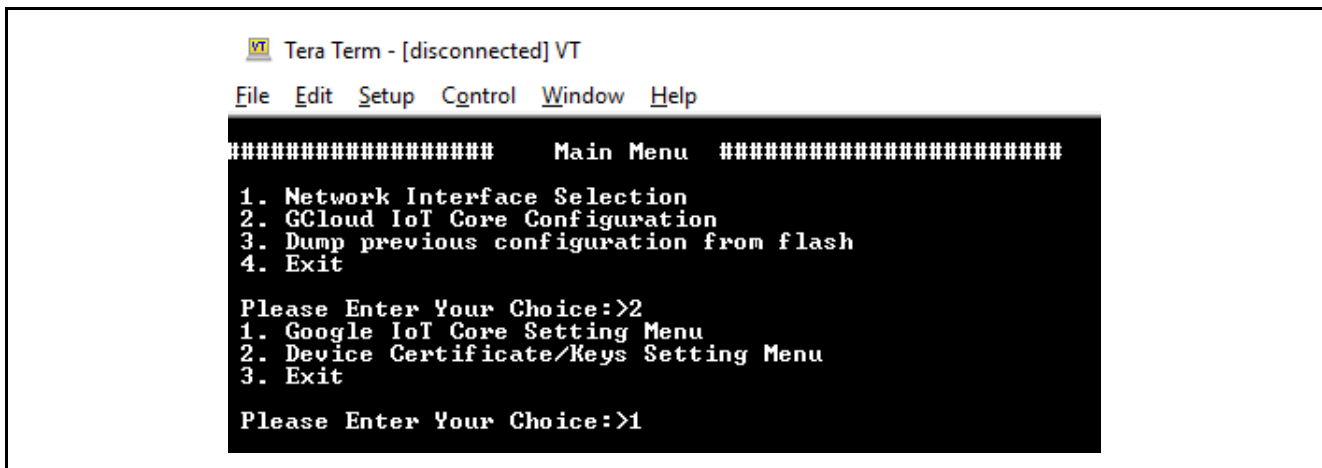 Tera Term - [disconnected] VT
File Edit Setup Control Window Help
################## Main Menu #######################
1. Network Interface Selection
2. GCloud IoT Core Configuration
3. Dump previous configuration from flash
4. Exit
Please Enter Your Choice:>2
1. Google IoT Core Setting Menu
2. Device Certificate/Keys Setting Menu
3. Exit
Please Enter Your Choice:>1